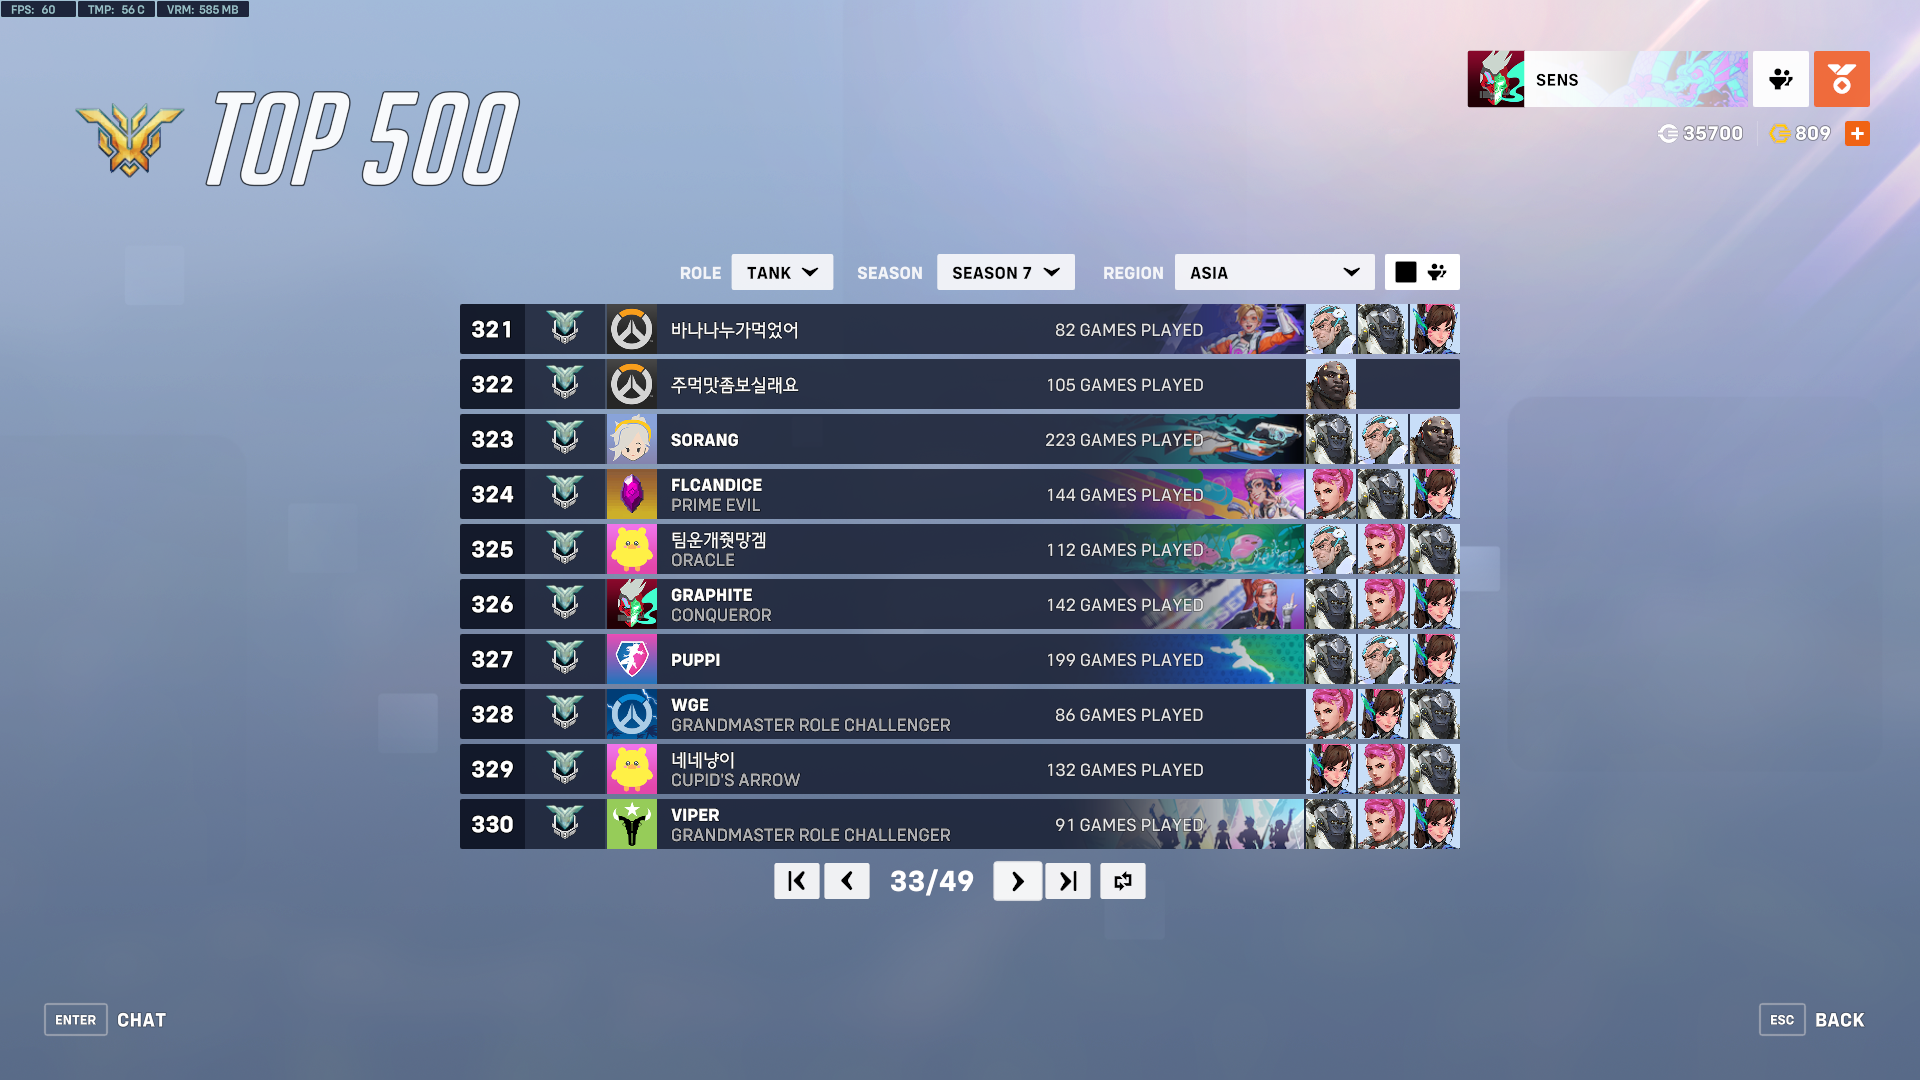 FPS: 60 TMP: 56 C VRM: 585 MB
TOP 500
SENS
35700 809
ROLE TANK SEASON SEASON 7 REGION ASIA
321 바나나누가먹었어 82 GAMES PLAYED
322 주먹맛좀보실래요 105 GAMES PLAYED
323 SORANG 223 GAMES PLAYED
324 FLCANDICE 144 GAMES PLAYED
PRIME EVIL
325 팀운개줫망겜 112 GAMES PLAYED
ORACLE
326 GRAPHITE 142 GAMES PLAYED
CONQUEROR
327 PUPPI 199 GAMES PLAYED
328 WGE 86 GAMES PLAYED
GRANDMASTER ROLE CHALLENGER
329 네네냥이 132 GAMES PLAYED
CUPID'S ARROW
330 VIPER 91 GAMES PLAYED
GRANDMASTER ROLE CHALLENGER
33/49
ENTER CHAT
ESC BACK